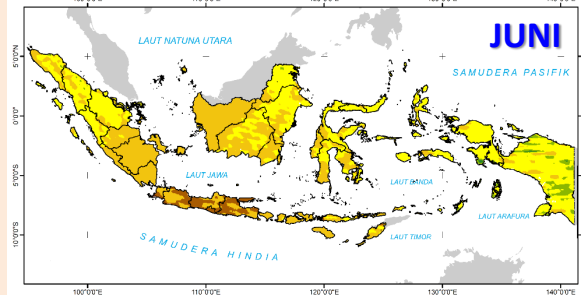 JUNI
LAUT NATUNA UTARA
SAMUDERA PASIFIK
LAUT JAWA
LAUT BANDA
LAUT ARAFURA
LAUT TIMOR
SAMUDERA HINDIA
5°0'0"N
0°0'0"
5°0'0"S
10°0'0"S
100°0'0"E
110°0'0"E
120°0'0"E
130°0'0"E
140°0'0"E